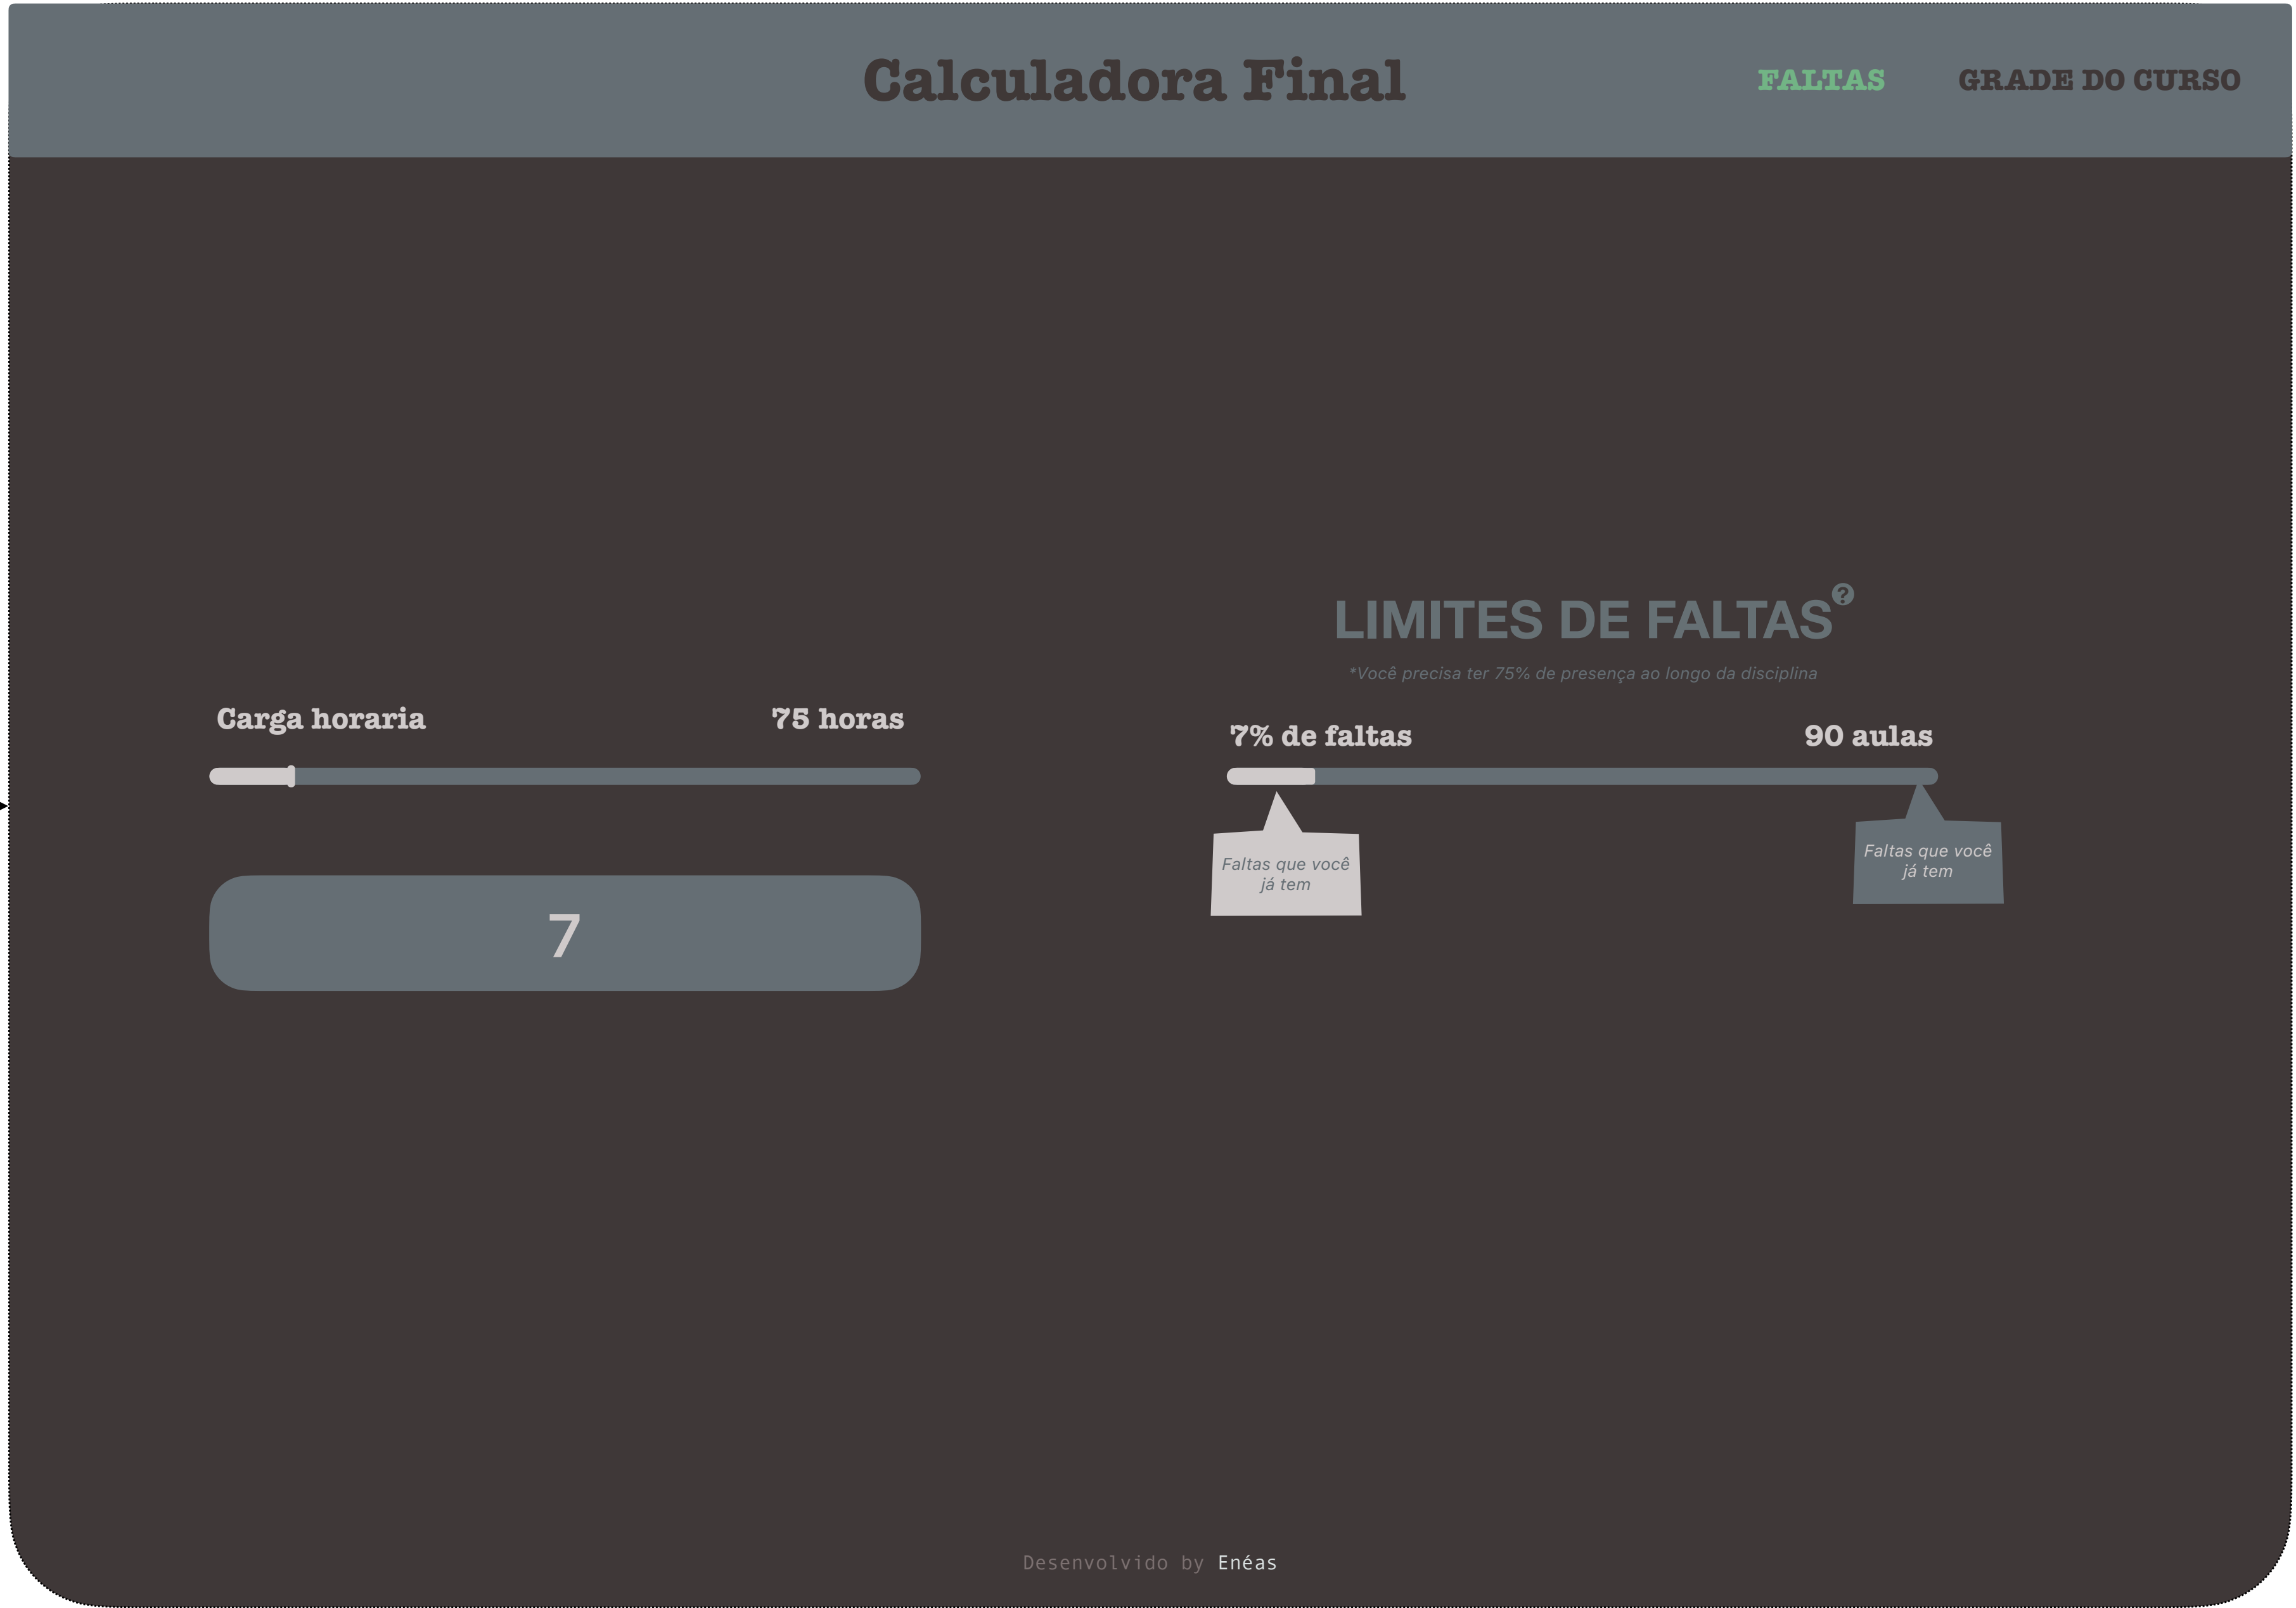 Calculadora Final
FALTAS
GRADE DO CURSO
LIMITES DE FALTAS
?
*Você precisa ter 75% de presença ao longo da disciplina
Carga horaria
75 horas
7% de faltas
90 aulas
Faltas que você
já tem
Faltas que você
já tem
7
Desenvolvido by Enéas